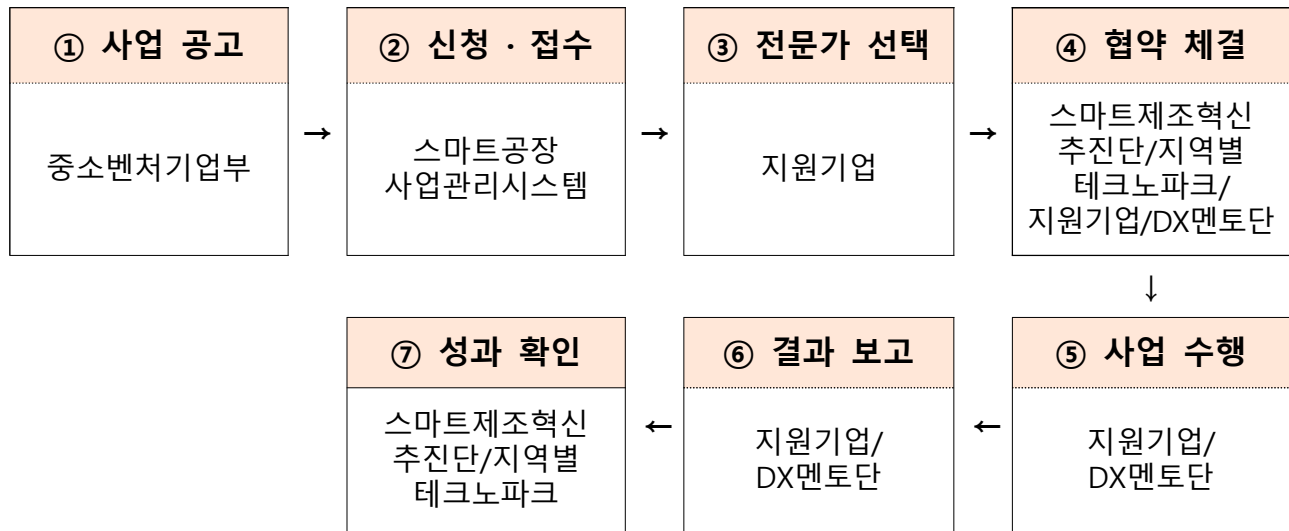 ① 사업 공고
중소벤처기업부
→
② 신청 · 접수
스마트공장
사업관리시스템
→
③ 전문가 선택
지원기업
→
④ 협약 체결
스마트제조혁신
추진단/지역별
테크노파크/
지원기업/DX멘토단
↓
⑤ 사업 수행
지원기업/
DX멘토단
←
⑥ 결과 보고
지원기업/
DX멘토단
←
⑦ 성과 확인
스마트제조혁신
추진단/지역별
테크노파크